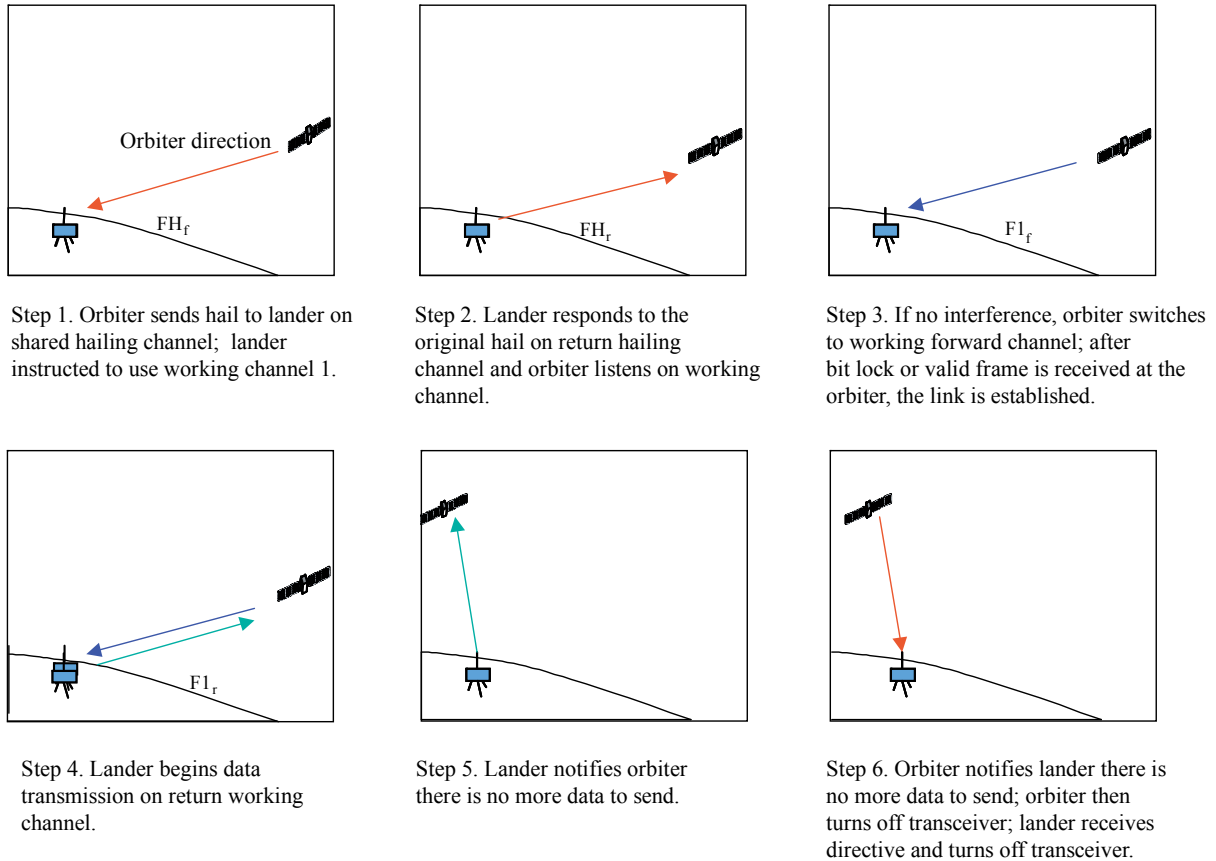 Orbiter direction
FH_f
Step 1. Orbiter sends hail to lander on
shared hailing channel; lander
instructed to use working channel 1.
FH_r
Step 2. Lander responds to the
original hail on return hailing
channel and orbiter listens on working
channel.
F1_f
Step 3. If no interference, orbiter switches
to working forward channel; after
bit lock or valid frame is received at the
orbiter, the link is established.
F1_r
Step 4. Lander begins data
transmission on return working
channel.
Step 5. Lander notifies orbiter
there is no more data to send.
Step 6. Orbiter notifies lander there is
no more data to send; orbiter then
turns off transceiver; lander receives
directive and turns off transceiver.